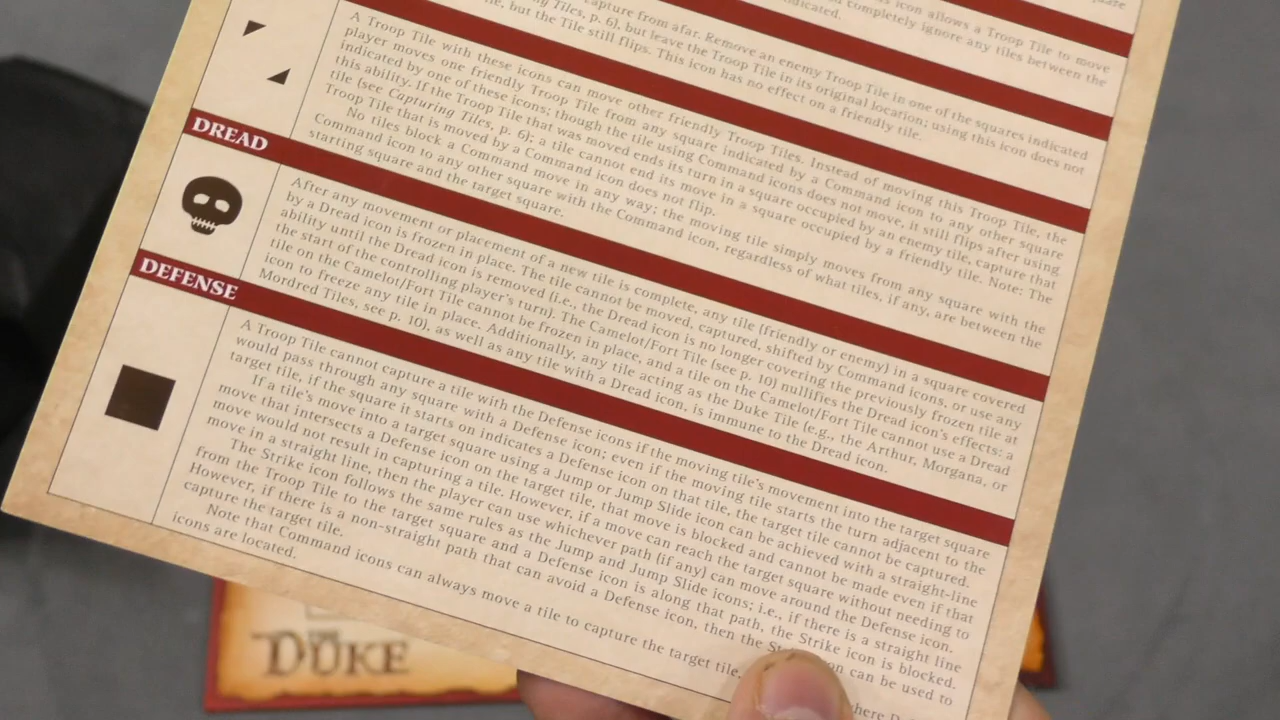 s icon allows a Troop Tile to move
completely ignore any tiles between the
indicated.
capture from afar. Remove an enemy Troop Tile in one of the squares indicated
Tiles, p. 6), but leave the Troop Tile in its original location; using this icon does not
but the Tile still flips. This icon has no effect on a friendly tile.
A Troop Tile with these icons can move other friendly Troop Tiles. Instead of moving this Troop Tile, the
player moves one friendly Troop Tile from any square indicated by a Command icon to any other square
indicated by one of these icons; though the tile using Command icons does not move, it still flips after using
this ability. If the Troop Tile that was moved ends its turn in a square occupied by an enemy tile, capture that
tile (see Capturing Tiles, p. 6); a tile cannot end its move in a square occupied by a friendly tile. Note: The
Troop Tile that is moved by a Command icon does not flip.
No tiles block a Command move in any way; the moving tile simply moves from any square with the
Command icon to any other square with the Command icon, regardless of what tiles, if any, are between the
starting square and the target square.
DREAD
After any movement or placement of a new tile is complete, any tile (friendly or enemy) in a square covered
by a Dread icon is frozen in place. The tile cannot be moved, captured, shifted by Command icons, or use any
ability until the Dread icon is removed (i.e., the Dread icon is no longer covering the previously frozen tile at
the start of the controlling player's turn). The Camelot/Fort Tile (see p. 10) nullifies the Dread icon's effects: a
tile on the Camelot/Fort Tile cannot be frozen in place, and a tile on the Camelot/Fort Tile cannot use a Dread
icon to freeze any tile in place. Additionally, any tile acting as the Duke Tile (e.g., the Arthur, Morgana, or
Mordred Tiles, see p. 10), as well as any tile with a Dread icon, is immune to the Dread icon.
DEFENSE
A Troop Tile cannot capture a tile with the Defense icons if the moving tile's movement into the target square
would pass through any square with a Defense icon; even if the moving tile starts the turn adjacent to the
target tile, if the square it starts on indicates a Defense icon on that tile, the target tile cannot be captured.
If a tile's move into a target square using a Jump or Jump Slide icon can be achieved with a straight-line
move that intersects a Defense icon on the target tile, that move is blocked and cannot be made even if that
move would not result in capturing a tile. However, if a move can reach the target square without needing to
move in a straight line, then the player can use whichever path (if any) can move around the Defense icon.
The Strike icon follows the same rules as the Jump and Jump Slide icons; i.e., if there is a straight line
from the Troop Tile to the target square and a Defense icon is along that path, the Strike icon is blocked.
However, if there is a non-straight path that can avoid a Defense icon, then the Strike icon can be used to
capture the target tile.
Note that Command icons can always move a tile to capture the target tile,
icons are located.
THE
DUKE